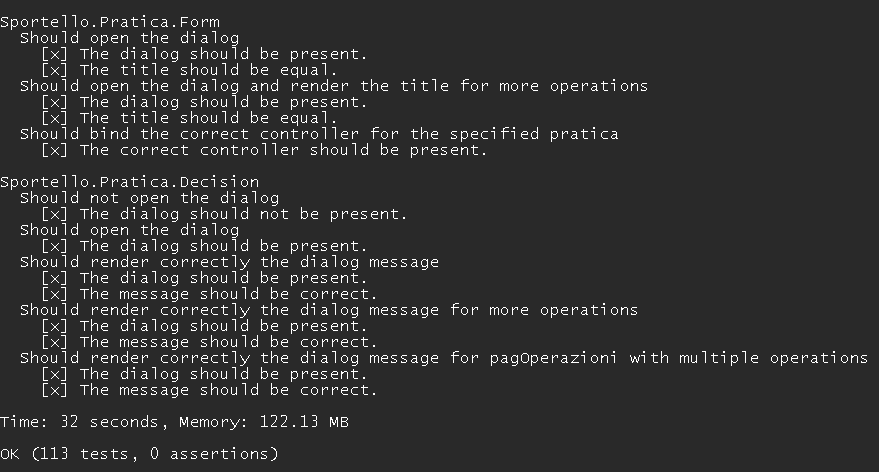 Sportello.Pratica.Form
Should open the dialog
[x] The dialog should be present.
[x] The title should be equal.
Should open the dialog and render the title for more operations
[x] The dialog should be present.
[x] The title should be equal.
Should bind the correct controller for the specified pratica
[x] The correct controller should be present.
Sportello.Pratica.Decision
Should not open the dialog
[x] The dialog should not be present.
Should open the dialog
[x] The dialog should be present.
Should render correctly the dialog message
[x] The dialog should be present.
[x] The message should be correct.
Should render correctly the dialog message for more operations
[x] The dialog should be present.
[x] The message should be correct.
Should render correctly the dialog message for pagOperazioni with multiple operations
[x] The dialog should be present.
[x] The message should be correct.
Time: 32 seconds, Memory: 122.13 MB
OK (113 tests, 0 assertions)